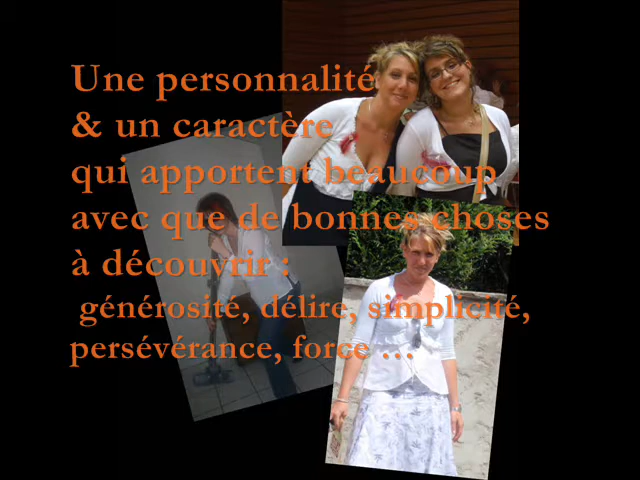 Une personnalité
& un caractère
qui apportent beaucoup
avec que de bonnes choses
à découvrir :
générosité, délire, simplicité,
persévérance, force ...